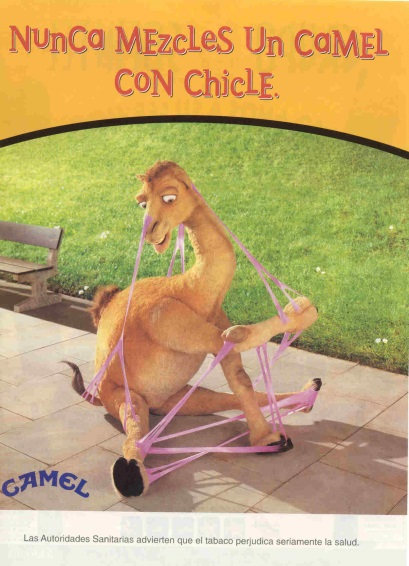 Nunca Mezcles un Camel
con Chicle.
CAMEL
Las Autoridades Sanitarias advierten que el tabaco perjudica seriamente la salud.